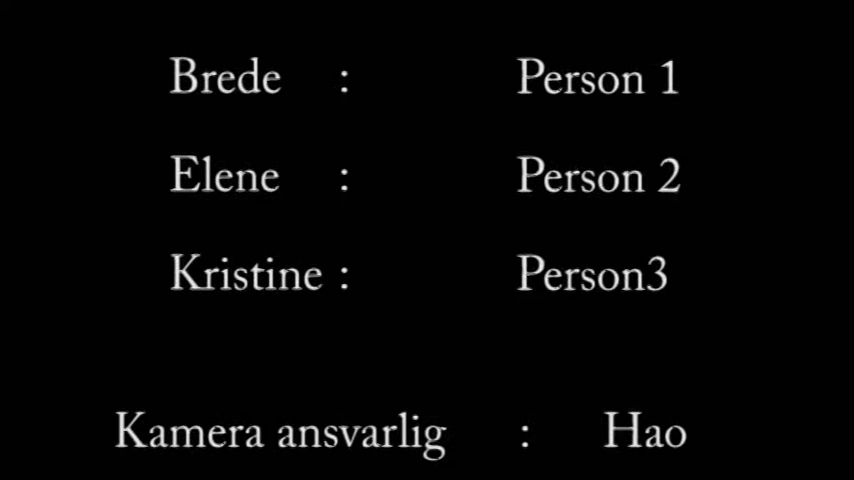 Brede : Person 1
Elene : Person 2
Kristine : Person3
Kamera ansvarlig : Hao